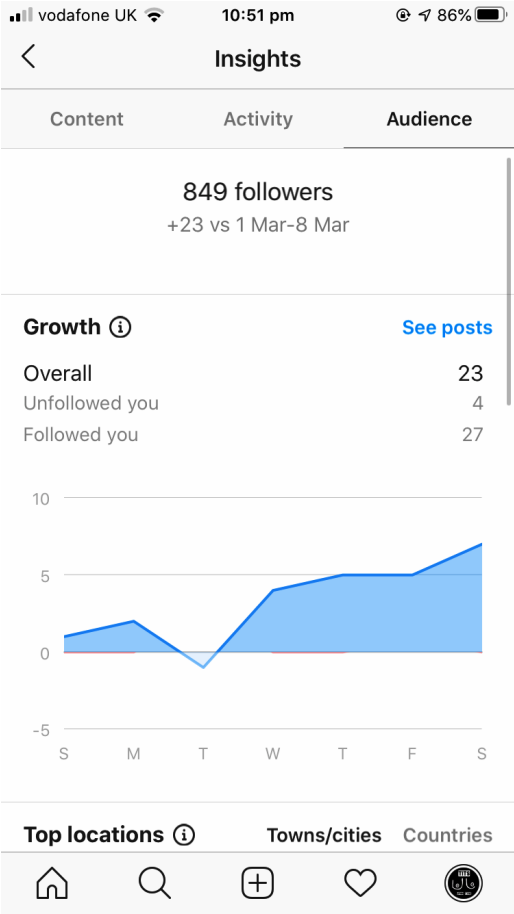 vodafone UK 10:51 pm 86%
Insights
Content Activity Audience
849 followers
+23 vs 1 Mar-8 Mar
Growth See posts
Overall 23
Unfollowed you 4
Followed you 27
10
5
0
-5
S M T W T F S
Top locations Towns/cities Countries